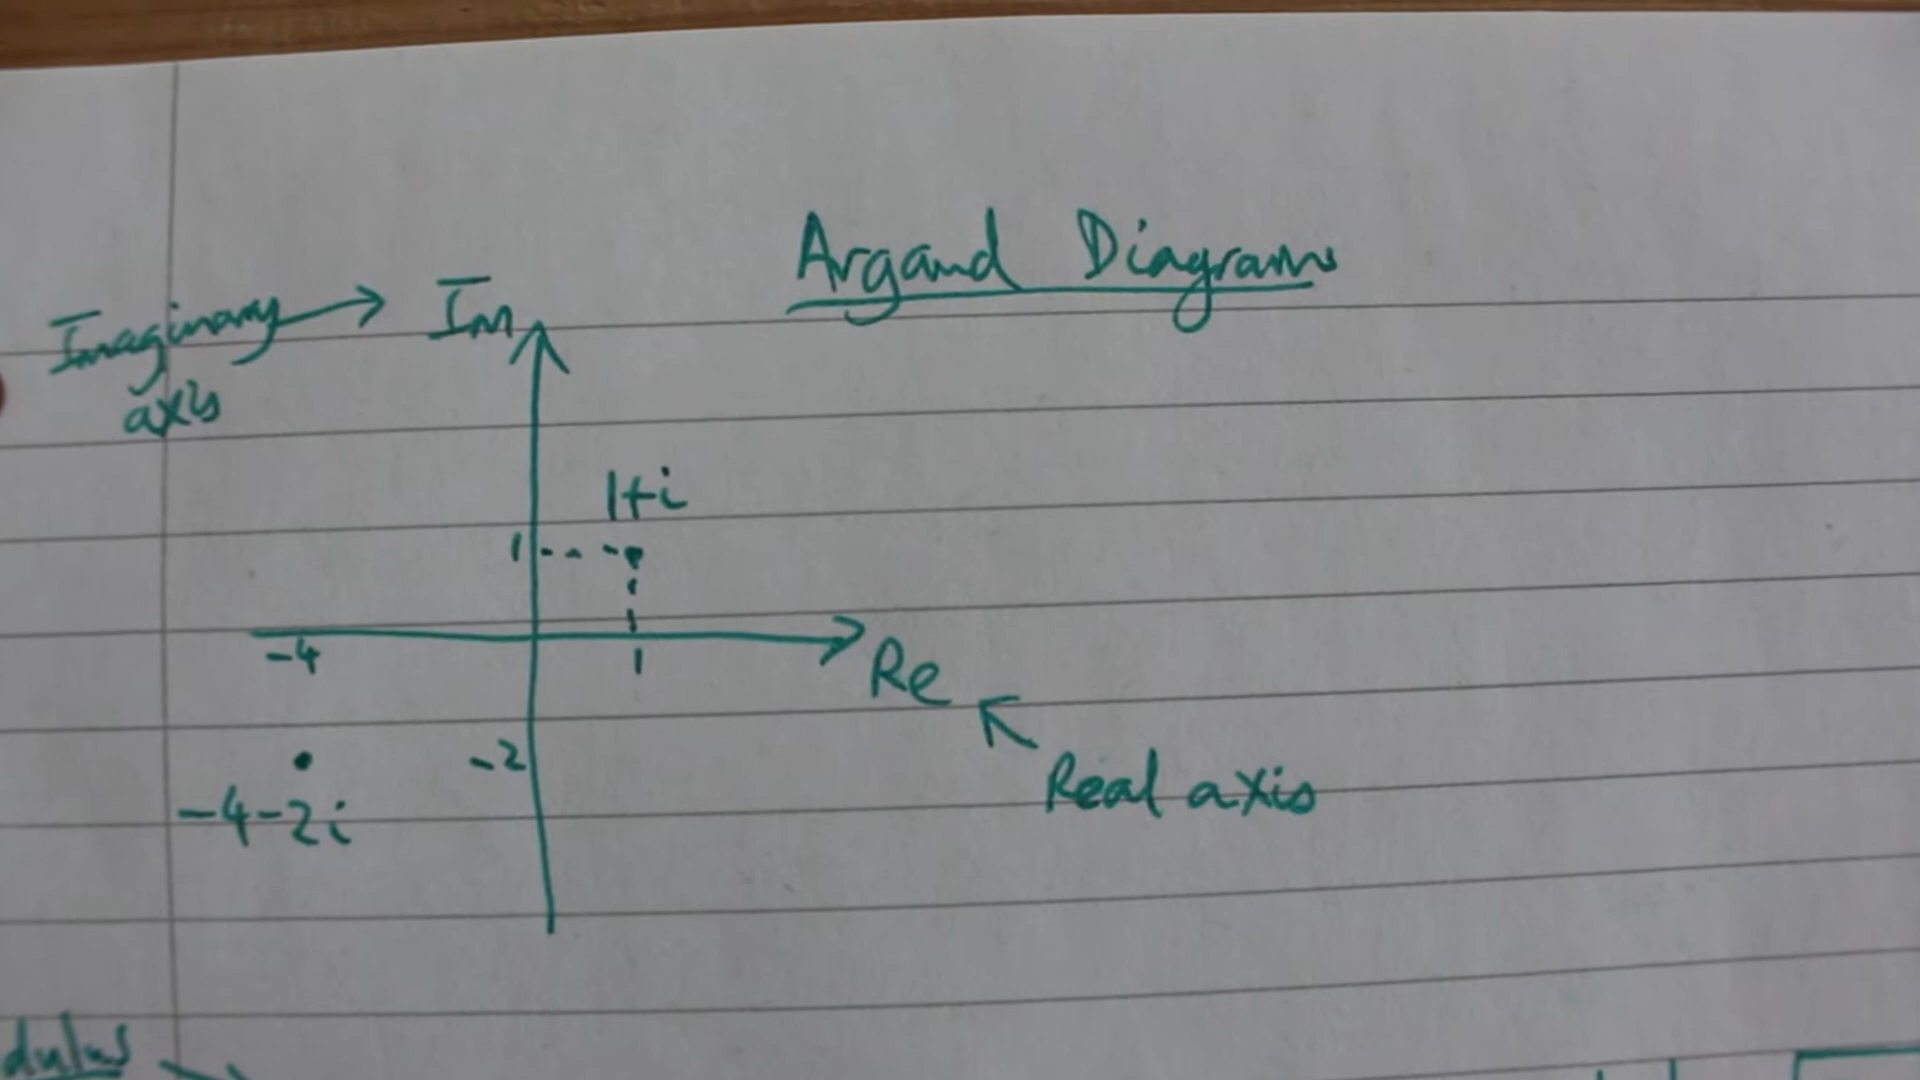 Argand Diagrams
Imaginary
axis
Im
1+i
1
-4
1
Re
-2
-4-2i
Real axis